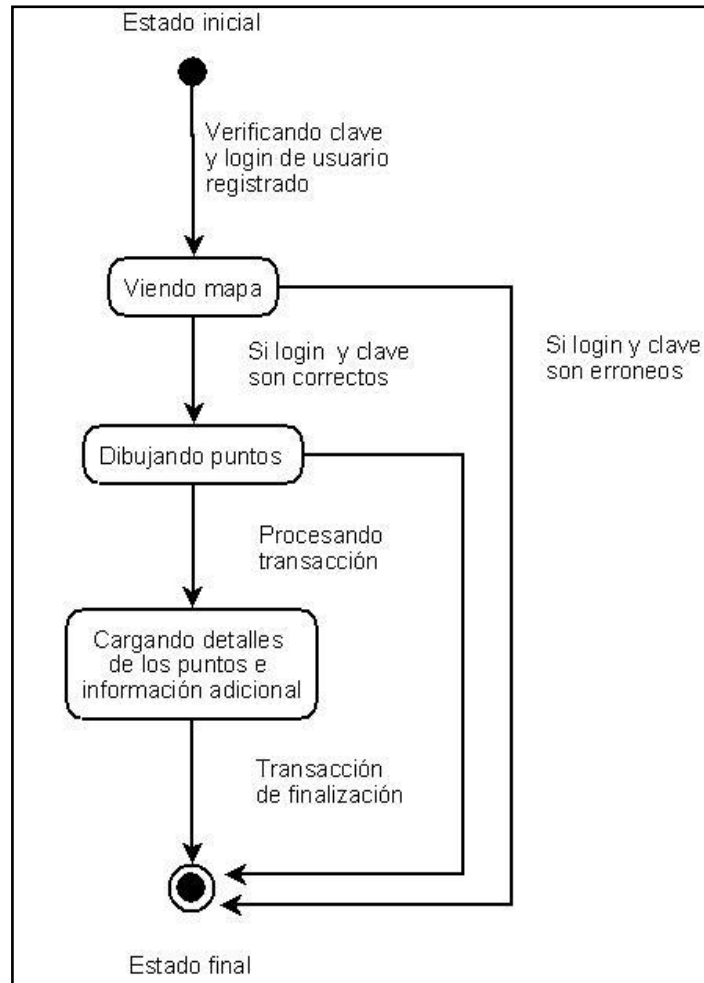 Estado inicial
Verificando clave
y login de usuario
registrado
Viendo mapa
Si login y clave
son correctos
Si login y clave
son erroneos
Dibujando puntos
Procesando
transacción
Cargando detalles
de los puntos e
información adicional
Transacción
de finalización
Estado final